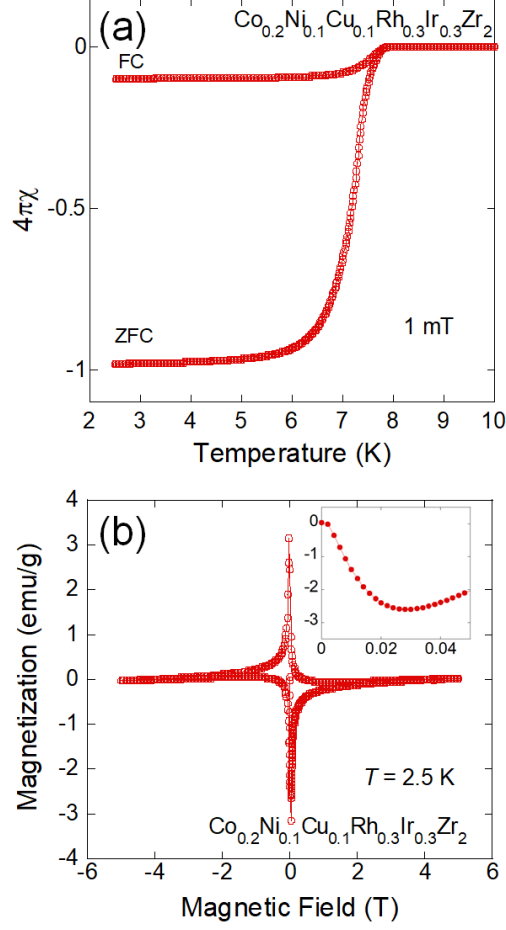 (a)
Co0.2Ni0.1Cu0.1Rh0.3Ir0.3Zr2
FC
ZFC
1 mT
0
-0.5
-1
4πχ
2 3 4 5 6 7 8 9 10
Temperature (K)
(b)
4
3
2
1
0
-1
-2
-3
-4
Magnetization (emu/g)
0
-1
-2
-3
0 0.02 0.04
T = 2.5 K
Co0.2Ni0.1Cu0.1Rh0.3Ir0.3Zr2
-6 -4 -2 0 2 4 6
Magnetic Field (T)